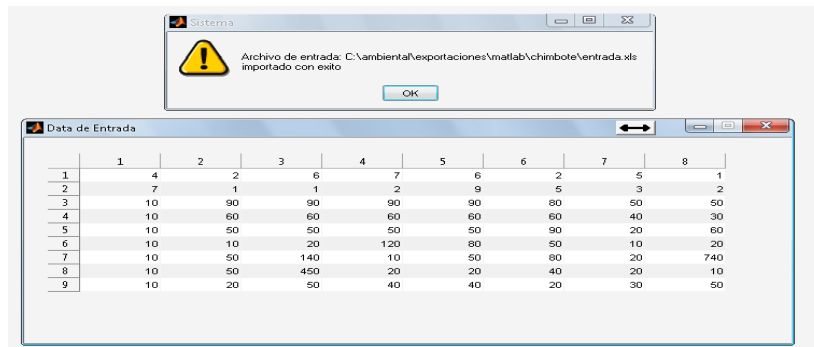 Sistema
Archivo de entrada: C:\ambiental\exportaciones\matlab\chimbote\entrada.xls
importado con exito
OK
Data de Entrada
1 2 3 4 5 6 7 8
1 4 2 6 7 6 2 5 1
2 7 1 1 2 9 5 3 2
3 10 90 90 90 90 80 50 50
4 10 60 60 60 60 60 40 30
5 10 50 50 50 50 90 20 60
6 10 10 20 120 80 50 10 20
7 10 50 140 10 50 80 20 740
8 10 50 450 20 20 40 20 10
9 10 20 50 40 40 20 30 50